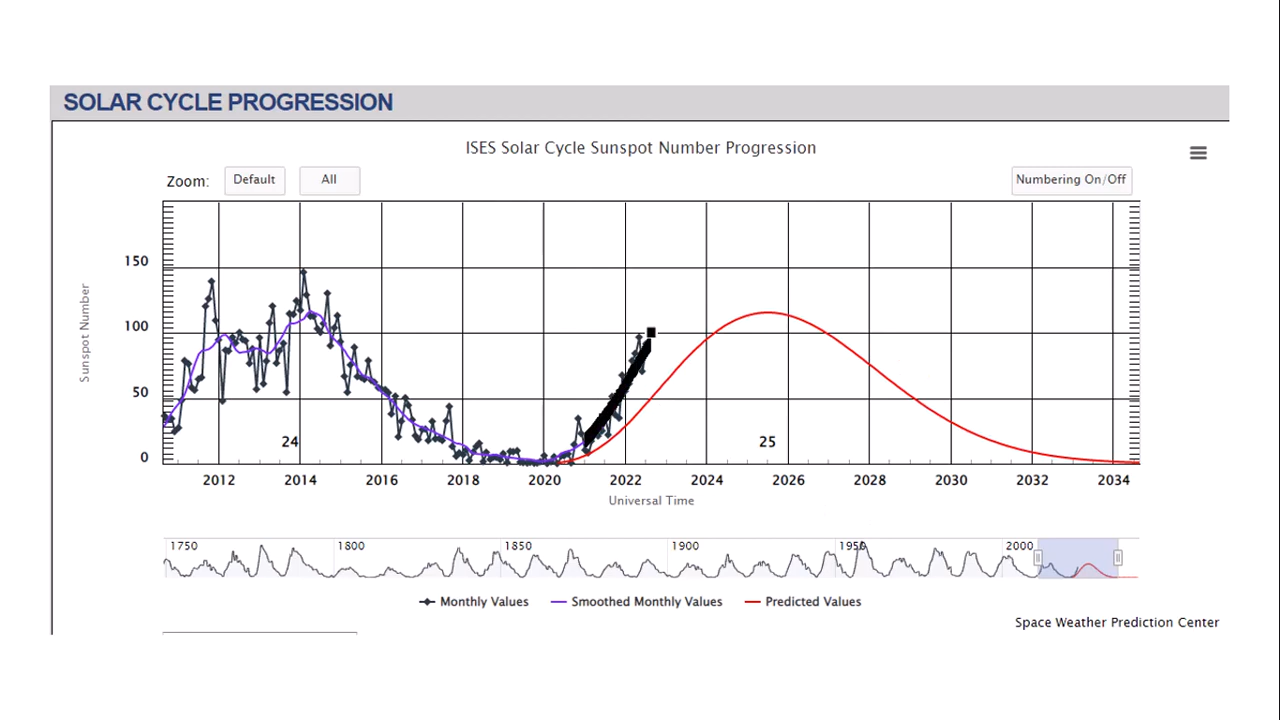 SOLAR CYCLE PROGRESSION
ISES Solar Cycle Sunspot Number Progression
Zoom: Default All Numbering On/Off
150
100
50
0
Sunspot Number
24 25
2012 2014 2016 2018 2020 2022 2024 2026 2028 2030 2032 2034
Universal Time
1750 1800 1850 1900 1950 2000
Monthly Values Smoothed Monthly Values Predicted Values
Space Weather Prediction Center